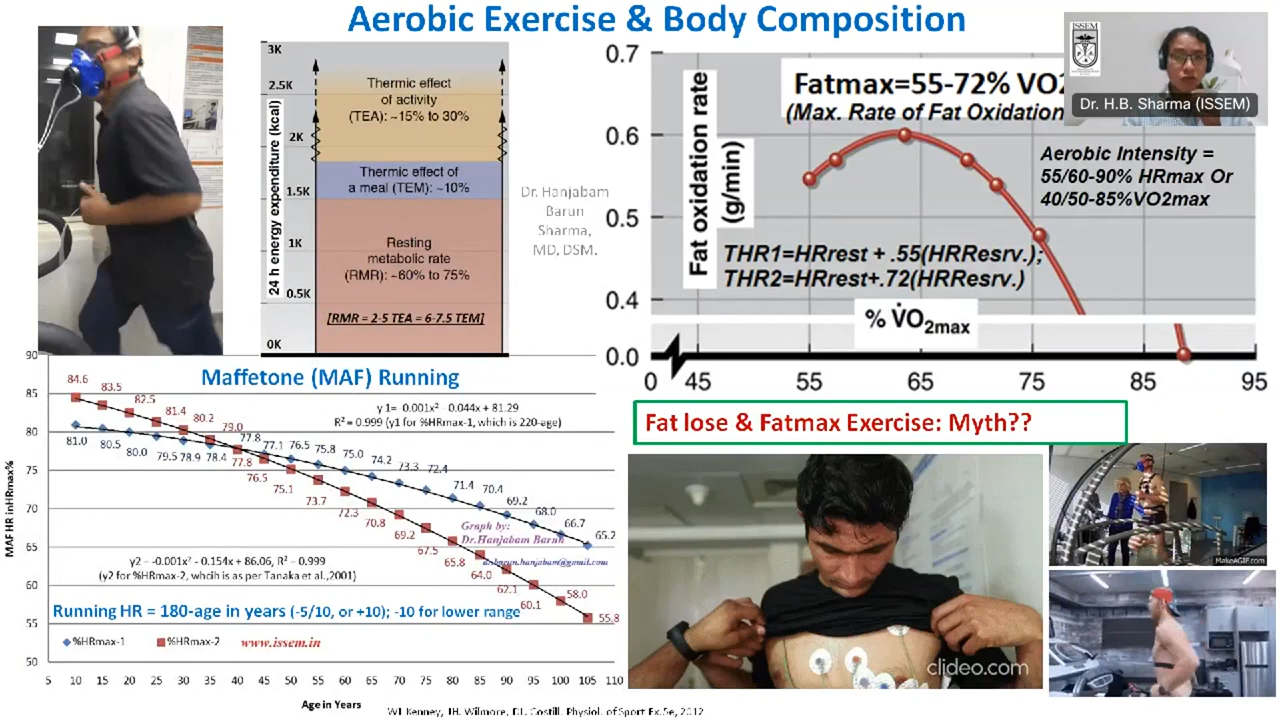 Aerobic Exercise & Body Composition
3K
2.5K
2K
1.5K
1K
0.5K
0K
24 h energy expenditure (kcal)
Thermic effect
of activity
(TEA): ~15% to 30%
Thermic effect of
a meal (TEM): ~10%
Resting
metabolic rate
(RMR): ~60% to 75%
[RMR = 2-5 TEA = 6-7.5 TEM]
Dr. Hanjabam
Barun
Sharma,
MD, DSM.
0.7
0.6
0.5
0.4
0.0
Fat oxidation rate
(g/min)
Fatmax=55-72% VO2
(Max. Rate of Fat Oxidation
ISSEM
Dr. H.B. Sharma (ISSEM)
Aerobic Intensity =
55/60-90% HRmax Or
40/50-85%VO2max
THR1=HRrest + .55(HRResrv.);
THR2=HRrest+.72(HRResrv.)
% V̇O2max
0 45 55 65 75 85 95
Fat lose & Fatmax Exercise: Myth??
Maffetone (MAF) Running
90
85
80
75
70
65
60
55
50
MAF HR in HRmax%
84.6 83.5 82.5 81.4 80.2 79.0 77.8 76.5 75.1 73.7 72.3 70.8 69.2 67.5 65.8 64.0 62.1 60.1 58.0 55.8
81.0 80.5 80.0 79.5 78.9 78.4 77.8 77.1 76.5 75.8 75.0 74.2 73.3 72.4 71.4 70.4 69.2 68.0 66.7 65.2
y1= -0.001x² - 0.044x + 81.29
R² = 0.999 (y1 for %HRmax-1, which is 220-age)
Graph by:
Dr.Hanjabam Barun
dr.barun.hanjabam@gmail.com
y2 = -0.001x² - 0.154x + 86.06, R² = 0.999
(y2 for %HRmax-2, whcih is as per Tanaka et al.,2001)
Running HR = 180-age in years (-5/10, or +10); -10 for lower range
%HRmax-1 %HRmax-2 www.issem.in
5 10 15 20 25 30 35 40 45 50 55 60 65 70 75 80 85 90 95 100 105 110
Age in Years
WL Kenney, JH. Wilmore, DL. Costill. Physiol. of Sport Ex.5e, 2012
clideo.com
MakeAGIF.com